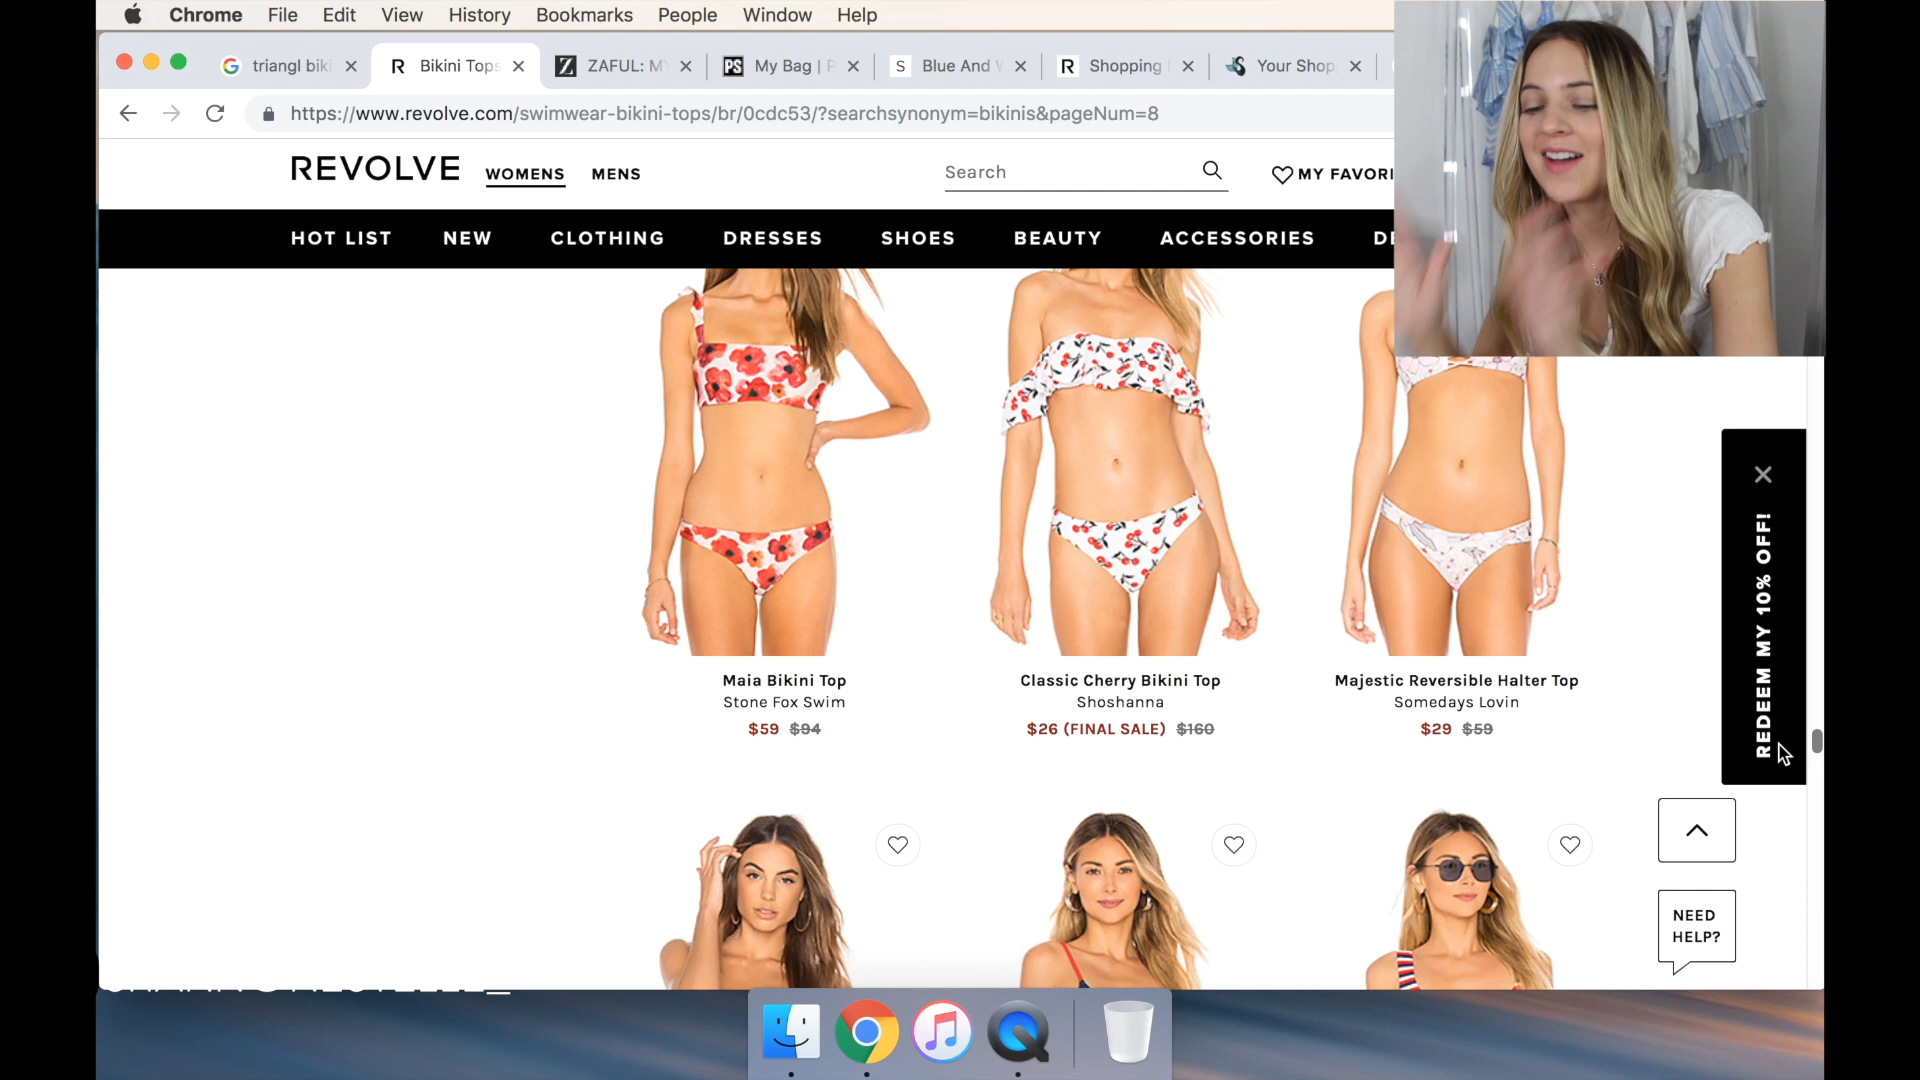 Chrome File Edit View History Bookmarks People Window Help
triangl biki
Bikini Tops
ZAFUL: M
My Bag | P
Blue And
Shopping
Your Shop
https://www.revolve.com/swimwear-bikini-tops/br/0cdc53/?searchsynonym=bikinis&pageNum=8
REVOLVE WOMENS MENS Search MY FAVORI
HOT LIST NEW CLOTHING DRESSES SHOES BEAUTY ACCESSORIES DE
REDEEM MY 10% OFF!
Maia Bikini Top
Stone Fox Swim
$59 $94
Classic Cherry Bikini Top
Shoshanna
$26 (FINAL SALE) $160
Majestic Reversible Halter Top
Somedays Lovin
$29 $59
NEED
HELP?